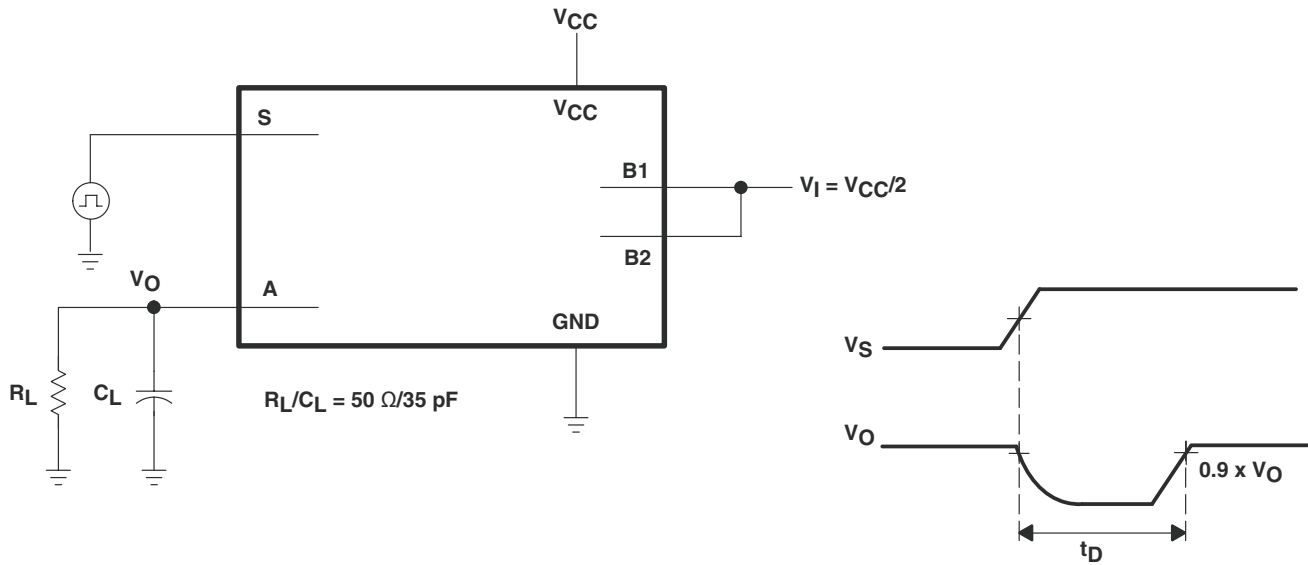 VCC
VCC
S
B1
VI = VCC/2
B2
VO
A
GND
RL
CL
RL/CL = 50 Ω/35 pF
VS
VO
0.9 x VO
tD